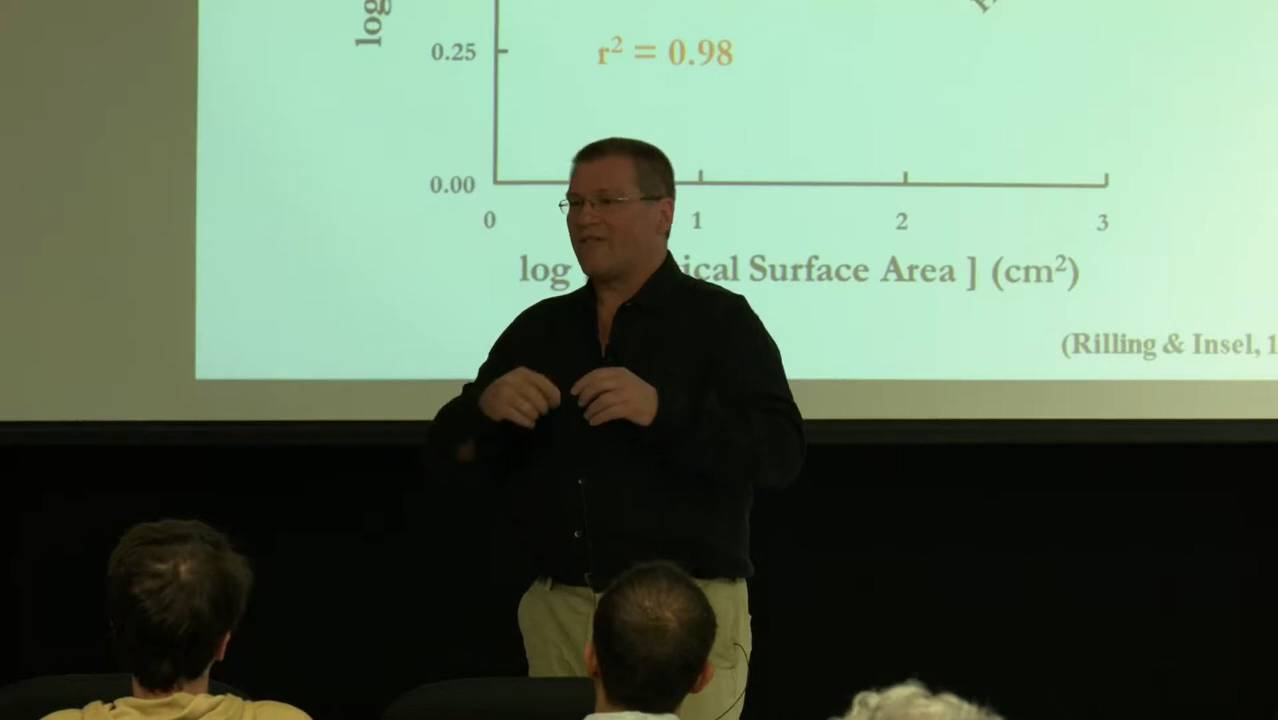 log
0.25
r² = 0.98
0.00
0 1 2 3
log ical Surface Area ] (cm²)
(Rilling & Insel, 1